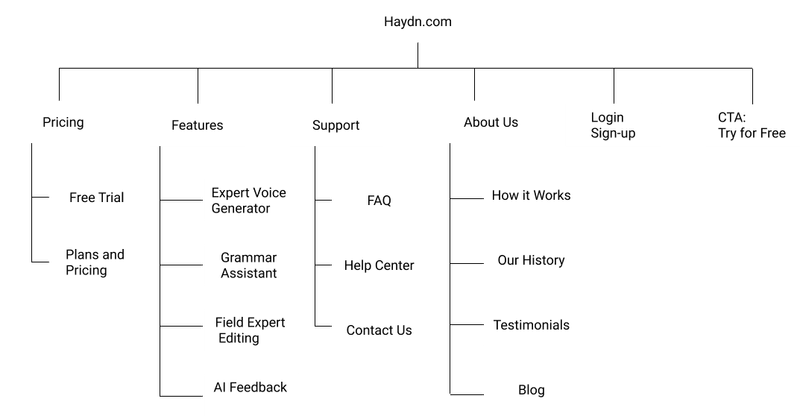 Haydn.com
Pricing
Features
Support
About Us
Login
Sign-up
CTA:
Try for Free
Free Trial
Plans and
Pricing
Expert Voice
Generator
Grammar
Assistant
Field Expert
Editing
AI Feedback
FAQ
Help Center
Contact Us
How it Works
Our History
Testimonials
Blog